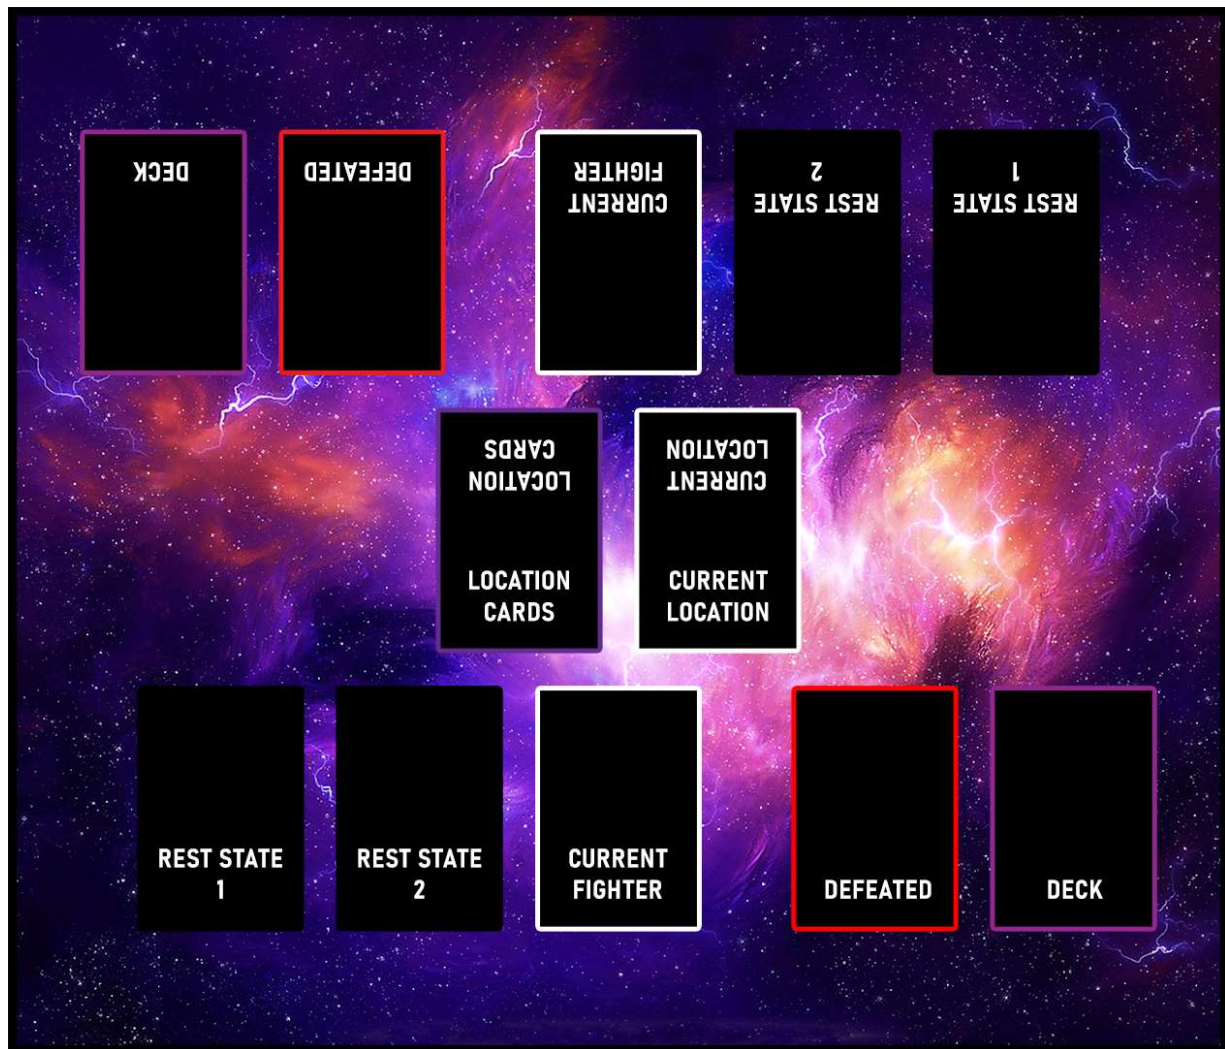 DECK
DEFEATED
CURRENT
FIGHTER
REST STATE
2
REST STATE
1
LOCATION
CARDS
CURRENT
LOCATION
LOCATION
CARDS
CURRENT
LOCATION
REST STATE
1
REST STATE
2
CURRENT
FIGHTER
DEFEATED
DECK